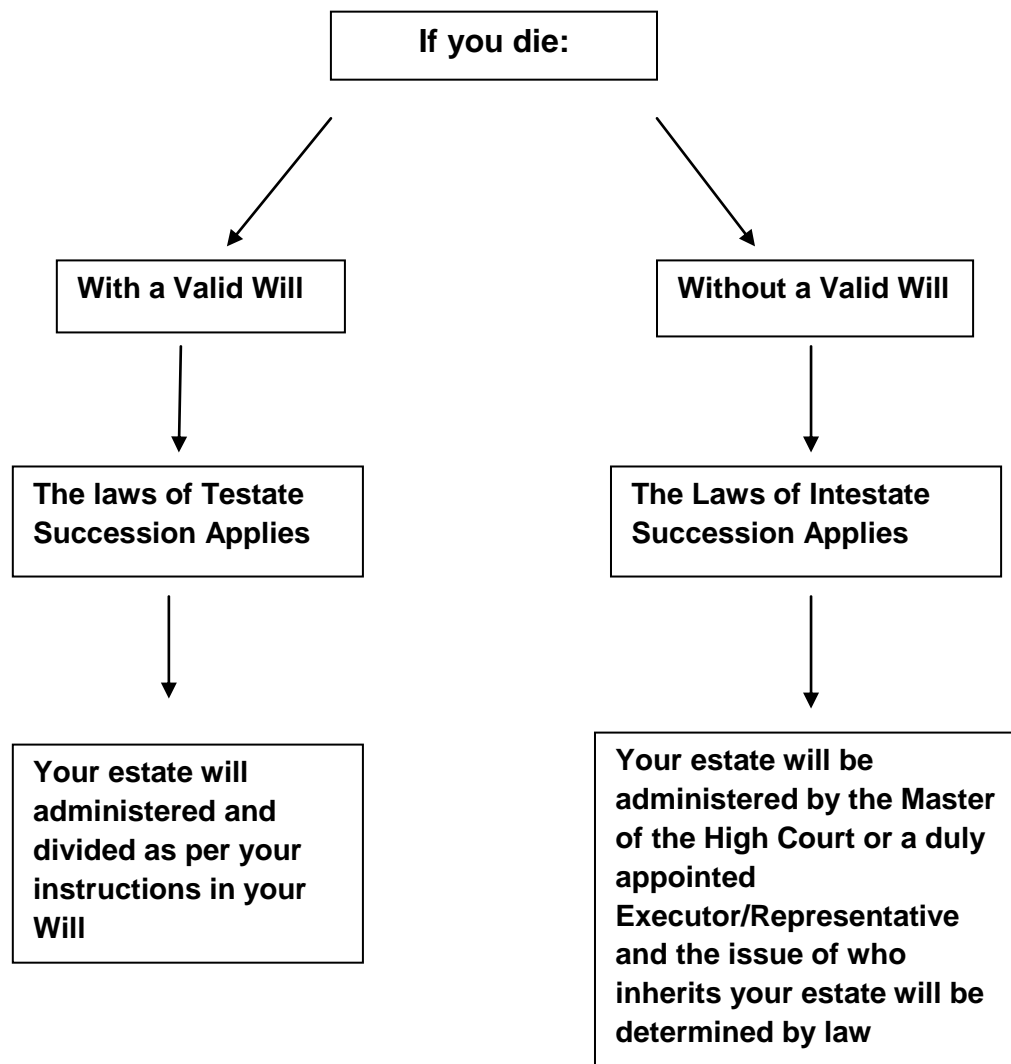 If you die:
With a Valid Will
Without a Valid Will
The laws of Testate
Succession Applies
The Laws of Intestate
Succession Applies
Your estate will
administered and
divided as per your
instructions in your
Will
Your estate will be
administered by the Master
of the High Court or a duly
appointed
Executor/Representative
and the issue of who
inherits your estate will be
determined by law